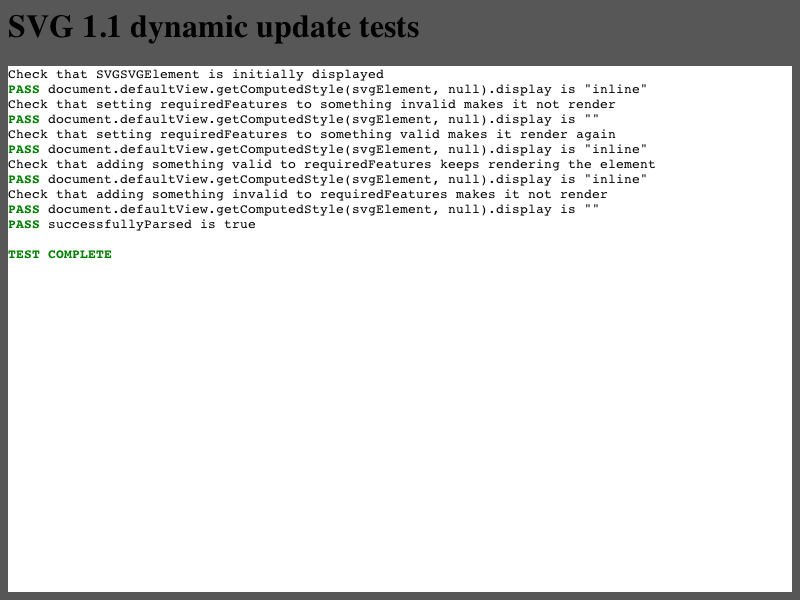 SVG 1.1 dynamic update tests
Check that SVGSVGElement is initially displayed
PASS document.defaultView.getComputedStyle(svgElement, null).display is "inline"
Check that setting requiredFeatures to something invalid makes it not render
PASS document.defaultView.getComputedStyle(svgElement, null).display is ""
Check that setting requiredFeatures to something valid makes it render again
PASS document.defaultView.getComputedStyle(svgElement, null).display is "inline"
Check that adding something valid to requiredFeatures keeps rendering the element
PASS document.defaultView.getComputedStyle(svgElement, null).display is "inline"
Check that adding something invalid to requiredFeatures makes it not render
PASS document.defaultView.getComputedStyle(svgElement, null).display is ""
PASS successfullyParsed is true
TEST COMPLETE